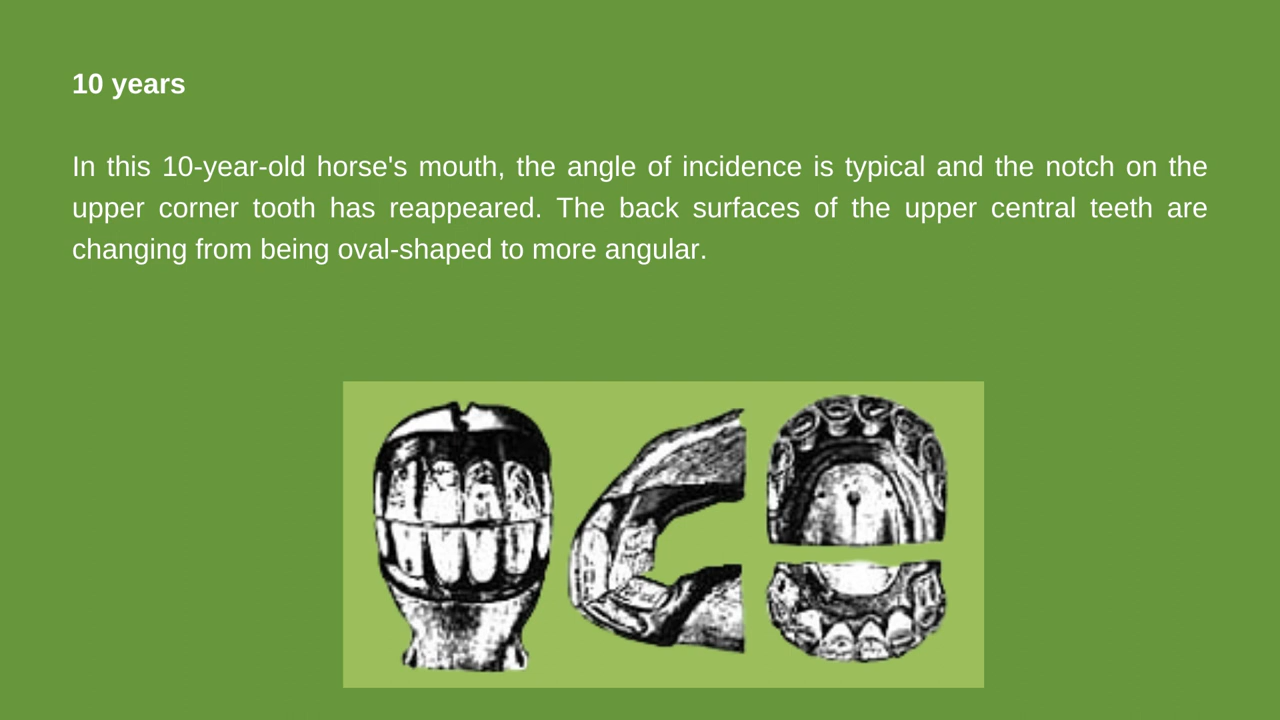 10 years
In this 10-year-old horse's mouth, the angle of incidence is typical and the notch on the
upper corner tooth has reappeared. The back surfaces of the upper central teeth are
changing from being oval-shaped to more angular.